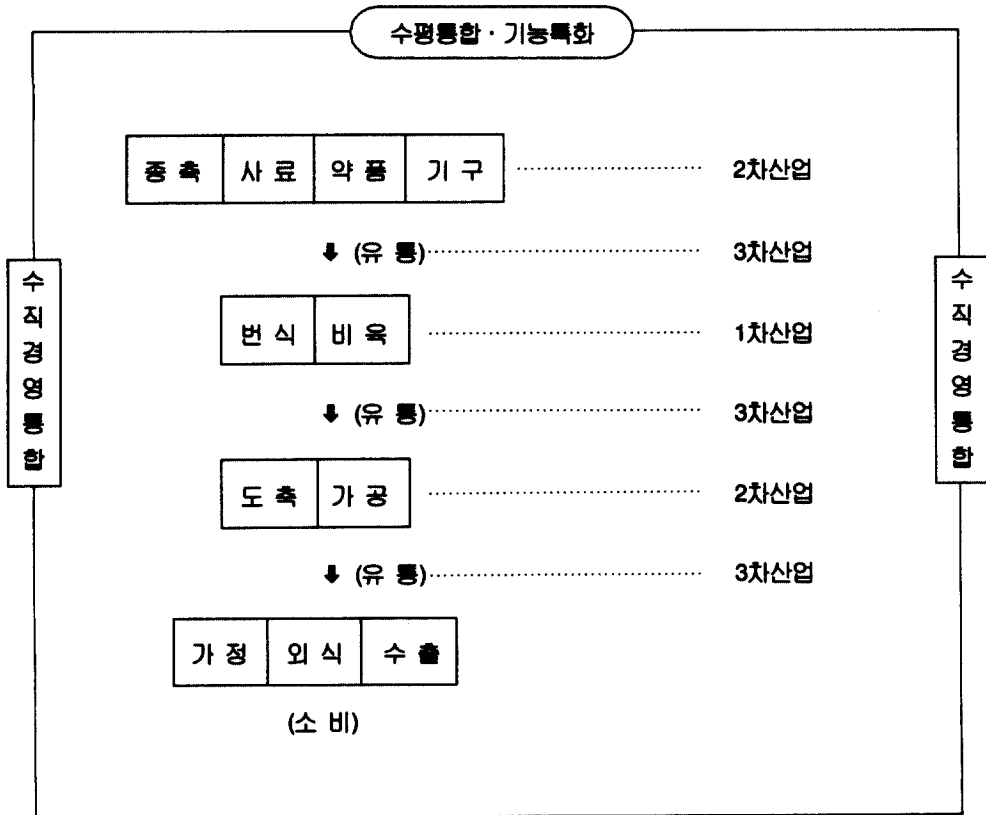 수평통합 · 기능특화
종축 사료 약품 기구 ………… 2차산업
⬇ (유통) ………… 3차산업
번식 비육 ………… 1차산업
⬇ (유통) ………… 3차산업
도축 가공 ………… 2차산업
⬇ (유통) ………… 3차산업
가정 외식 수출
(소비)
수직경영통합
수직경영통합